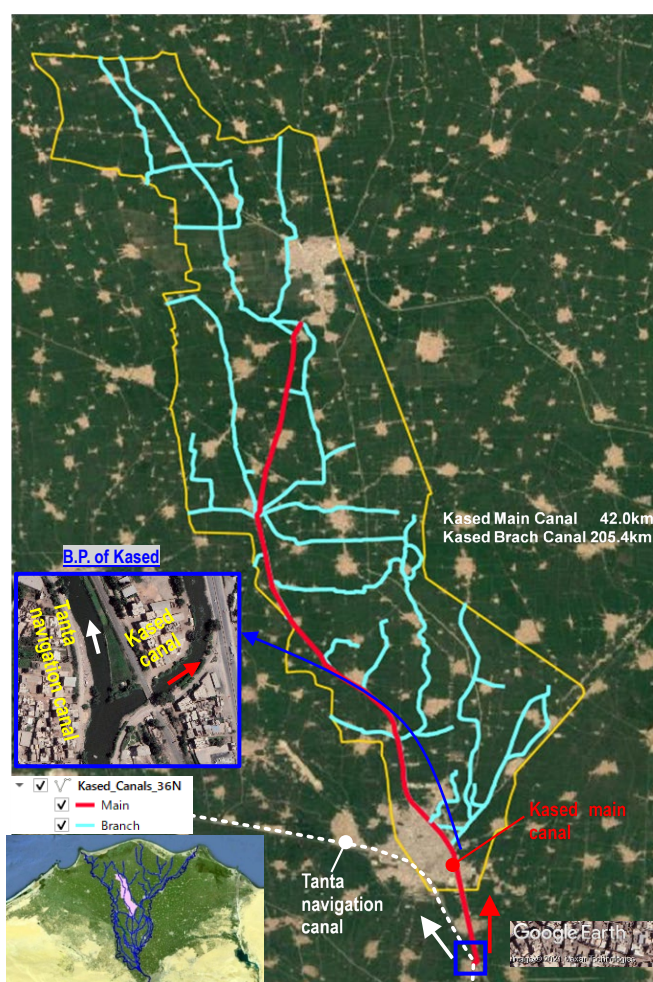 Kased Main Canal 42.0km
Kased Brach Canal 205.4km
B.P. of Kased
Tanta
navigation canal
Kased
canal
Kased_Canals_36N
Main
Branch
Kased main
canal
Tanta
navigation
canal
Google Earth